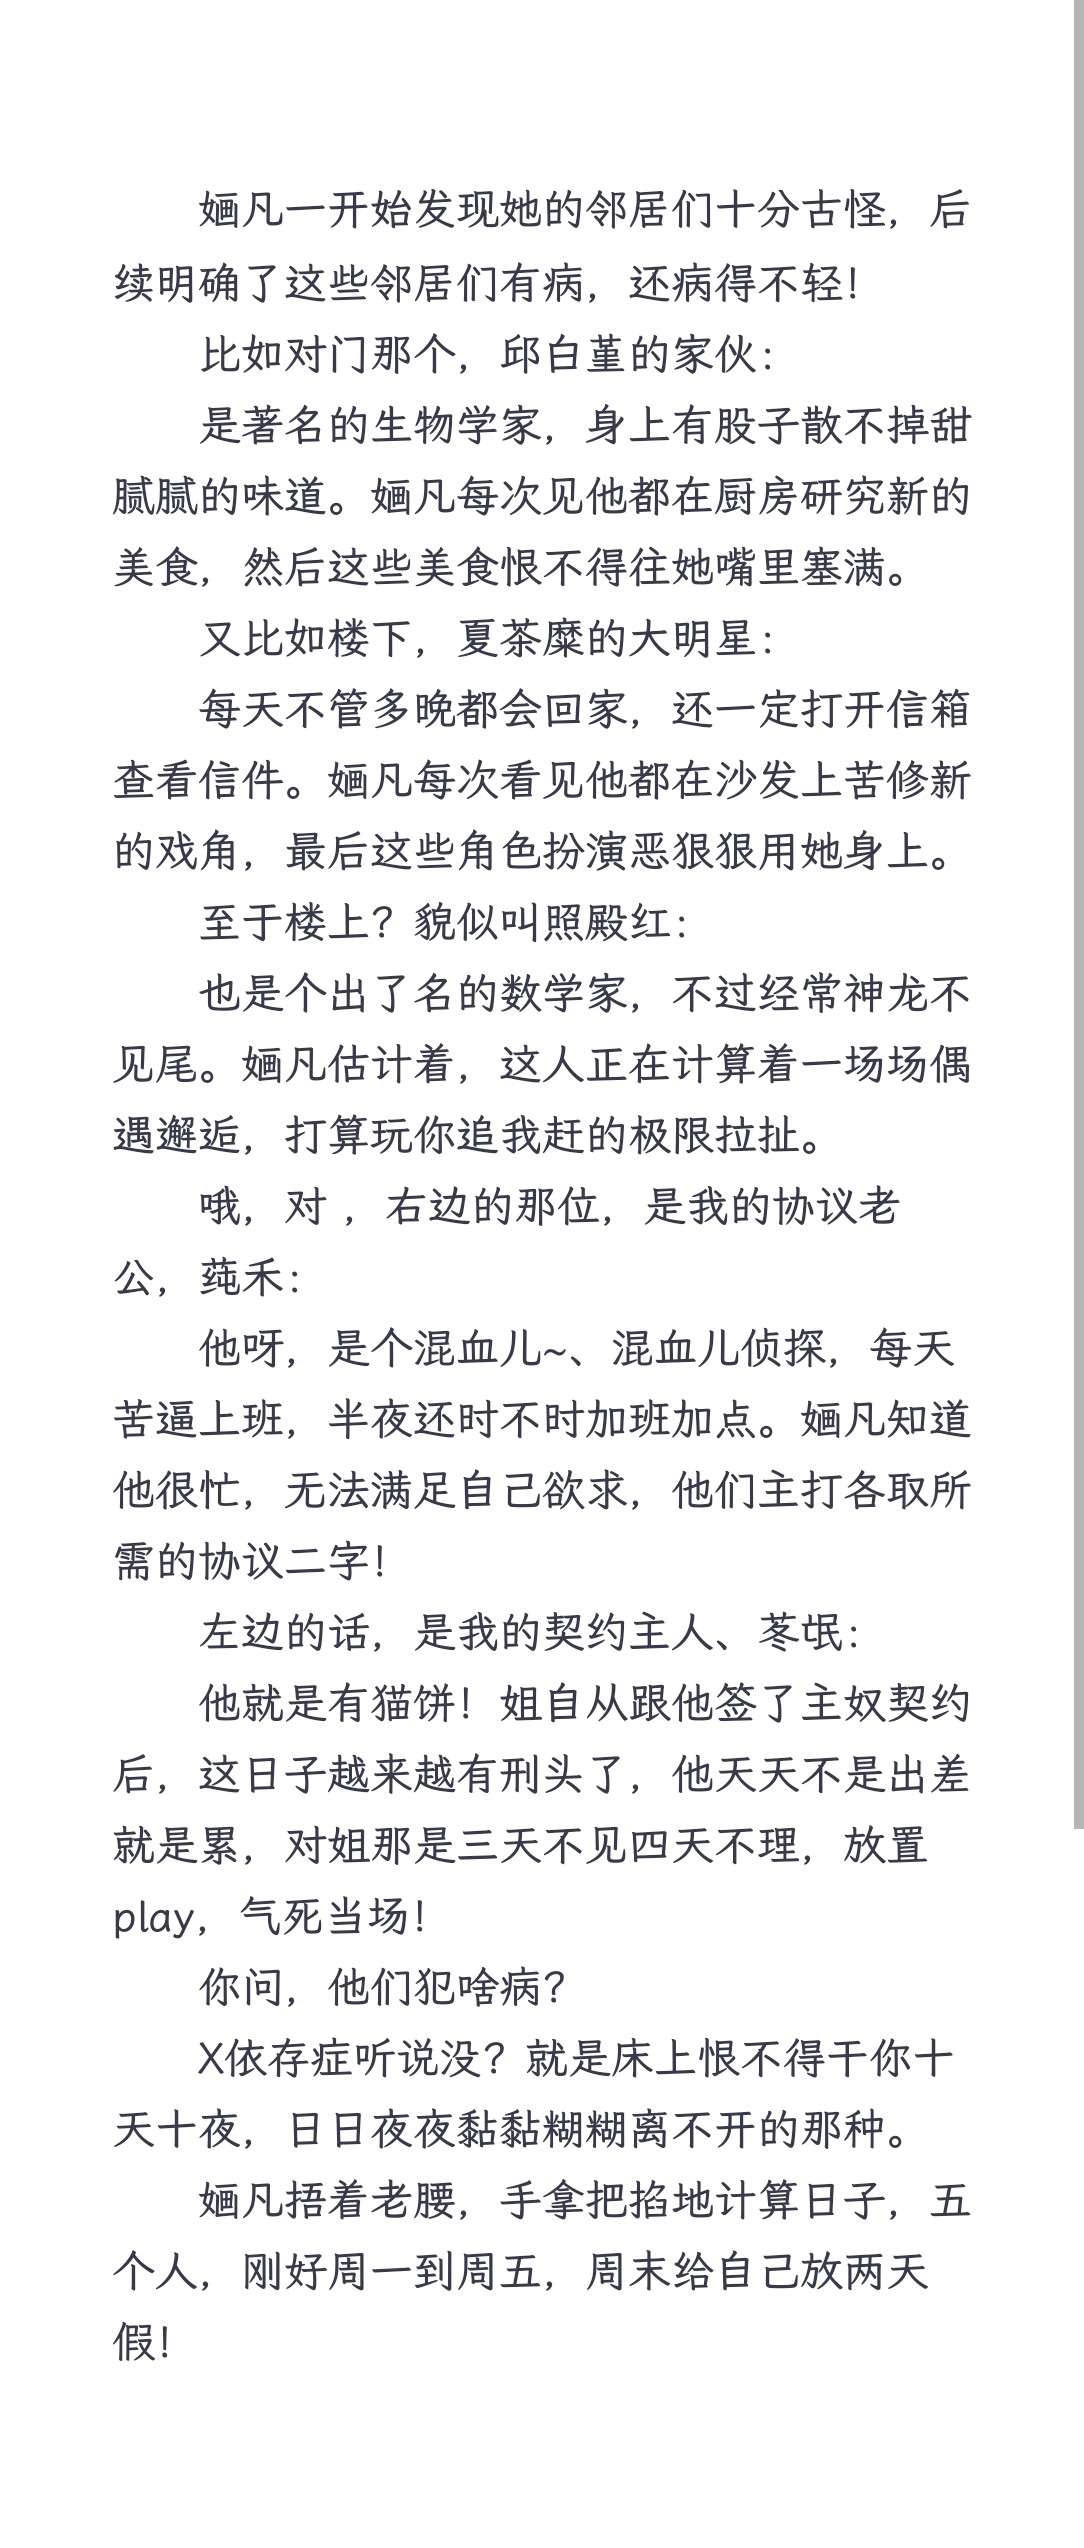 婳凡一开始发现她的邻居们十分古怪，后
续明确了这些邻居们有病，还病得不轻！
比如对门那个，邱白堇的家伙：
是著名的生物学家，身上有股子散不掉甜
腻腻的味道。婳凡每次见他都在厨房研究新的
美食，然后这些美食恨不得往她嘴里塞满。
又比如楼下，夏茶糜的大明星：
每天不管多晚都会回家，还一定打开信箱
查看信件。婳凡每次看见他都在沙发上苦修新
的戏角，最后这些角色扮演恶狠狠用她身上。
至于楼上？貌似叫照殿红：
也是个出了名的数学家，不过经常神龙不
见尾。婳凡估计着，这人正在计算着一场场偶
遇邂逅，打算玩你追我赶的极限拉扯。
哦，对 ，右边的那位，是我的协议老
公，莼禾：
他呀，是个混血儿~、混血儿侦探，每天
苦逼上班，半夜还时不时加班加点。婳凡知道
他很忙，无法满足自己欲求，他们主打各取所
需的协议二字！
左边的话，是我的契约主人、苳氓：
他就是有猫饼！姐自从跟他签了主奴契约
后，这日子越来越有刑头了，他天天不是出差
就是累，对姐那是三天不见四天不理，放置
play，气死当场！
你问，他们犯啥病？
X依存症听说没？就是床上恨不得干你十
天十夜，日日夜夜黏黏糊糊离不开的那种。
婳凡捂着老腰，手拿把掐地计算日子，五
个人，刚好周一到周五，周末给自己放两天
假！